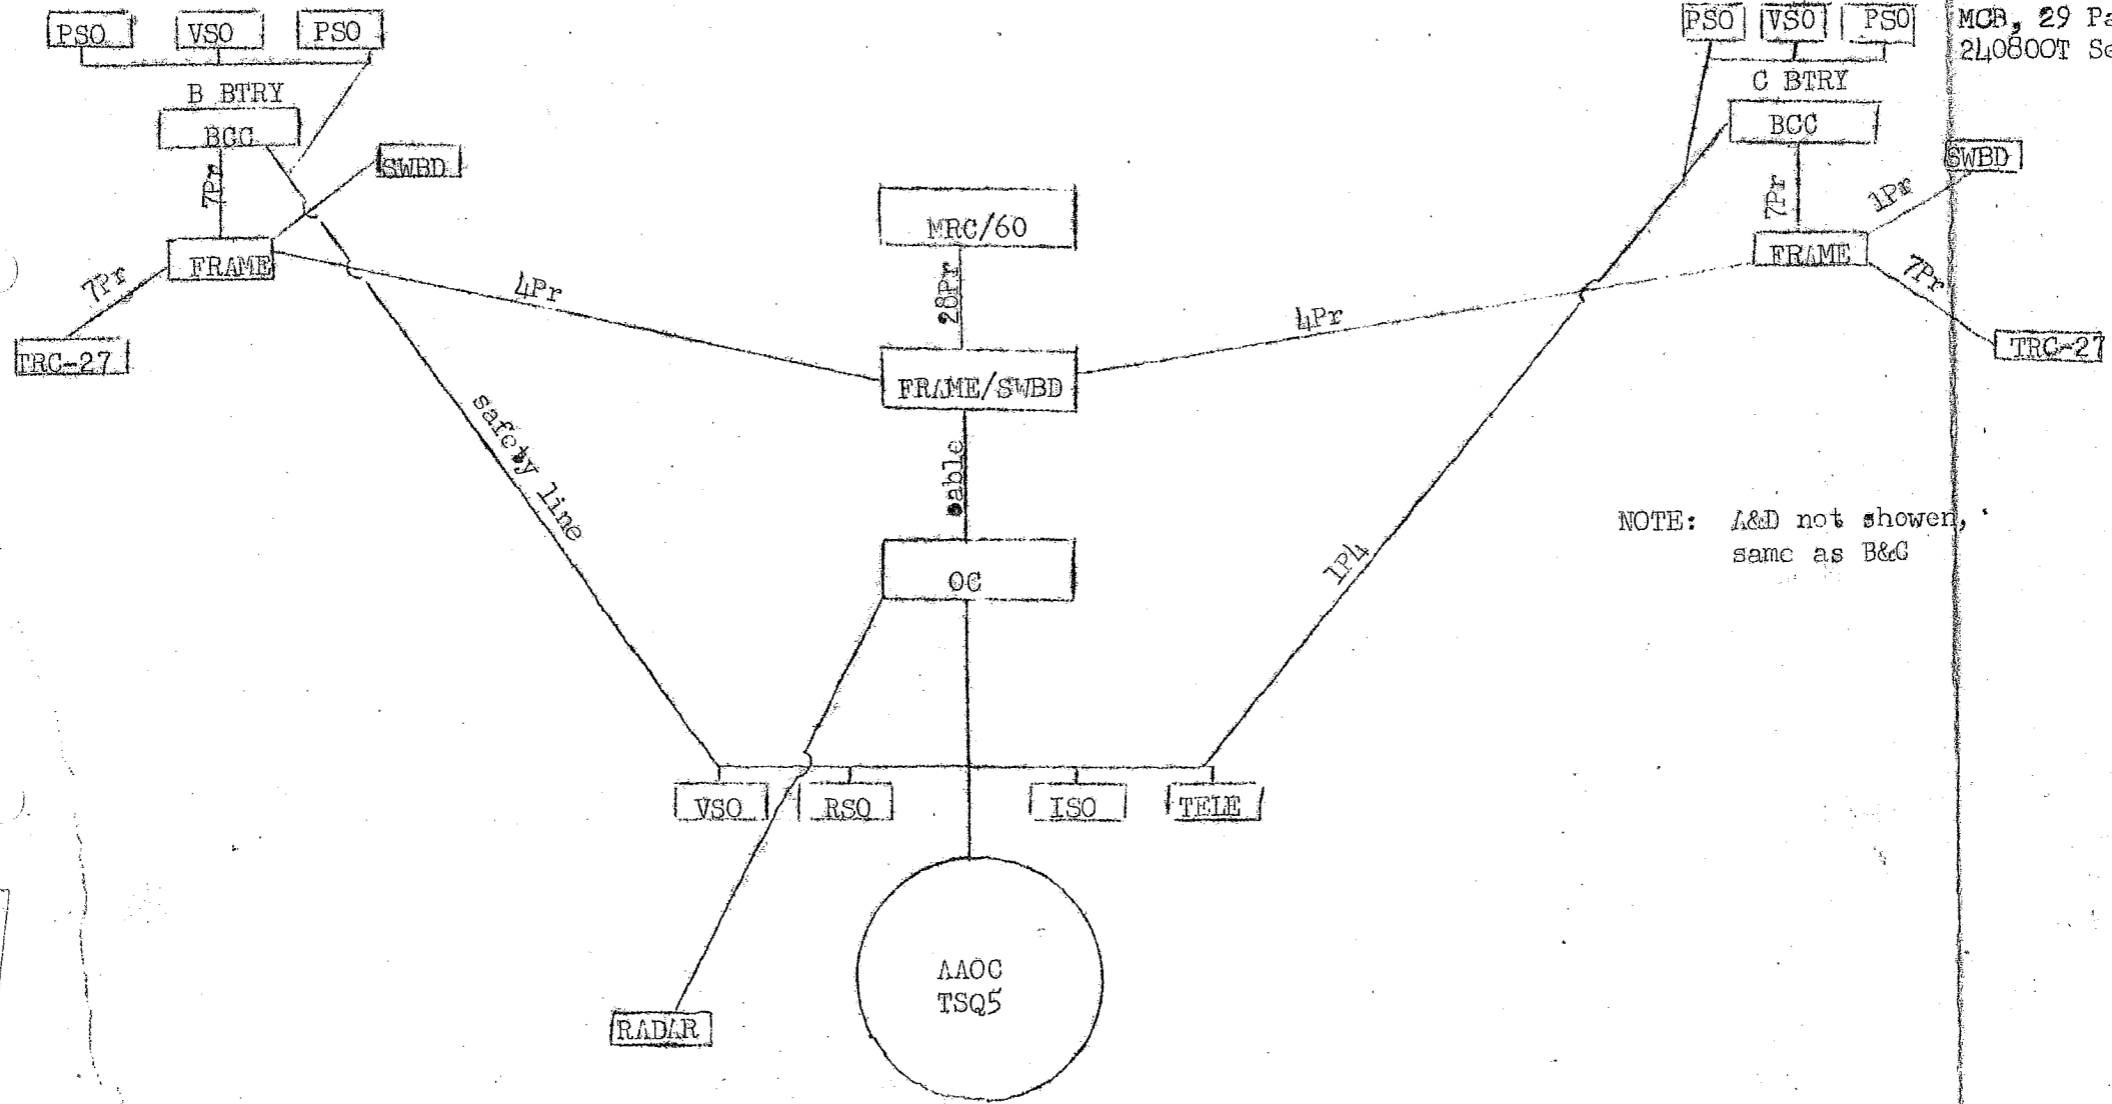 PSO VSO PSO
PSO VSO PSO
MCB, 29
240800T
B BTRY
C BTRY
BCC
BCC
SWBD
SWBD
7Pr
7Pr
1Pr
MRC/60
FRAME
FRAME
7Pr
4Pr
28Pr
4Pr
7Pr
TRC-27
TRC-27
FRAME/SWBD
safety line
cable
NOTE: A&D not showen,
same as B&C
OC
1P4
VSO RSO ISO TELE
AAOC
TSQ5
RADAR